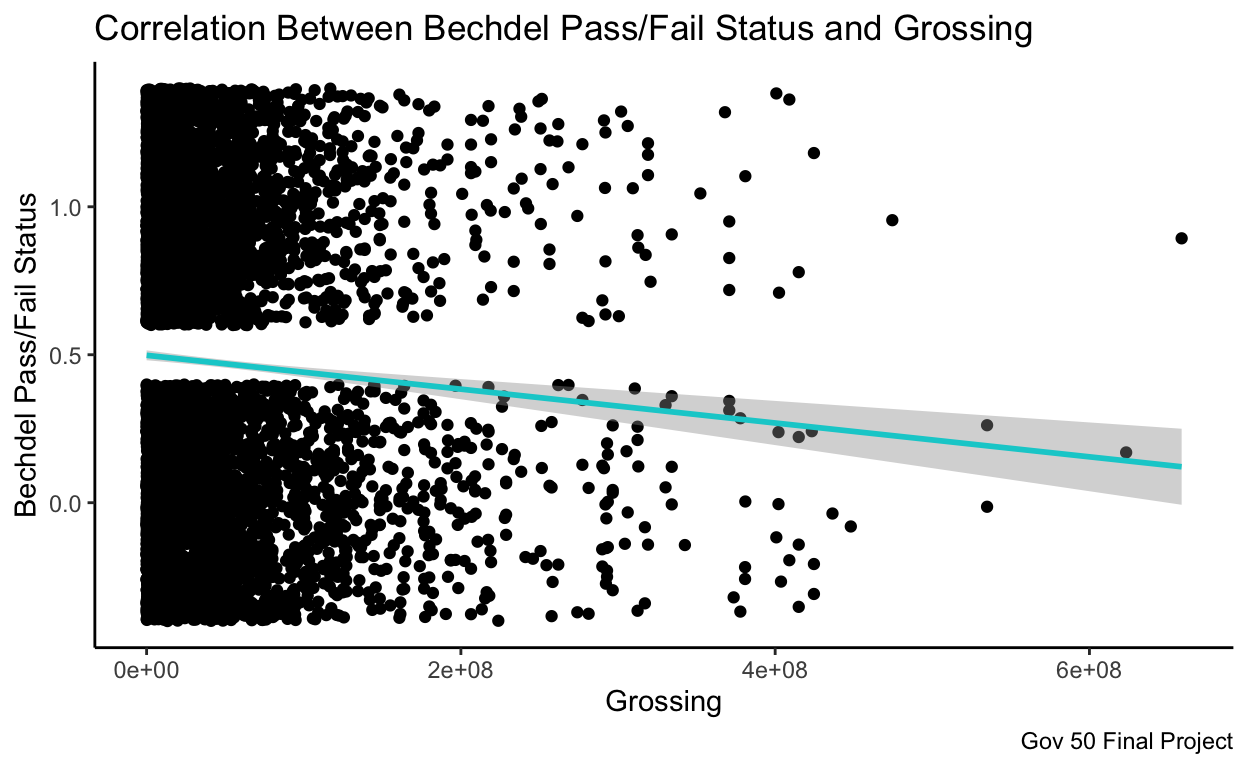 Correlation Between Bechdel Pass/Fail Status and Grossing
Bechdel Pass/Fail Status
1.0
0.5
0.0
0e+00 2e+08 4e+08 6e+08
Grossing
Gov 50 Final Project